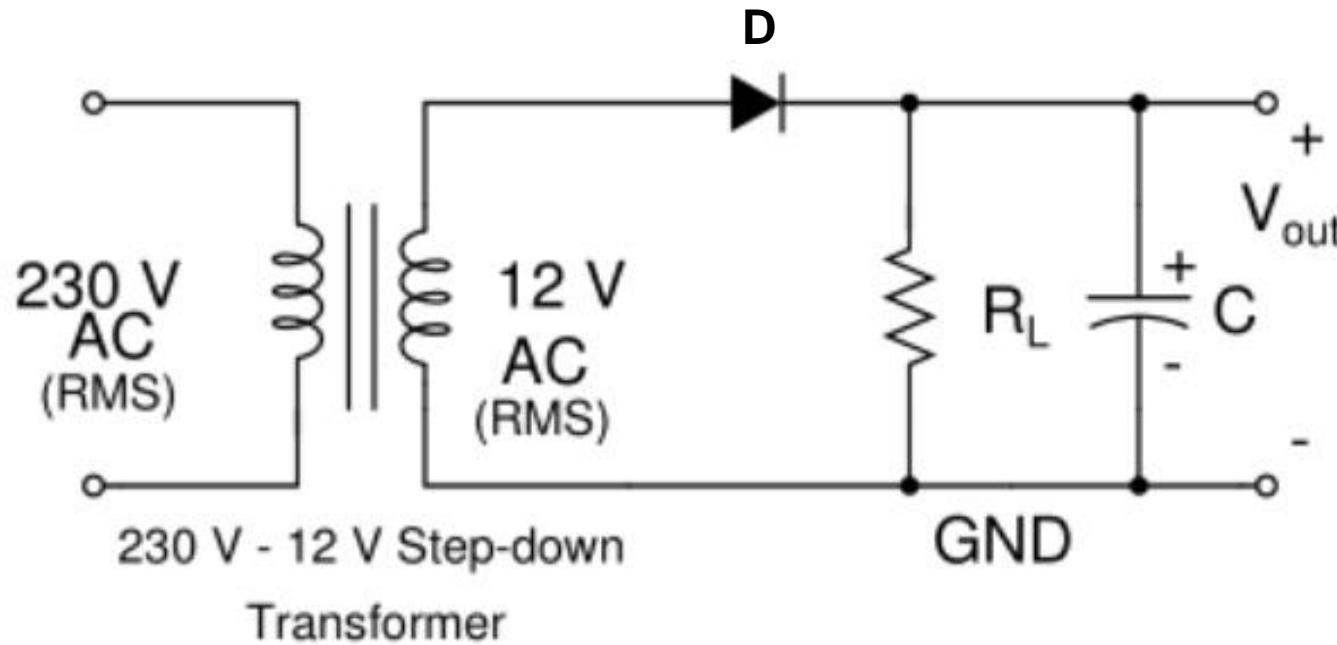 D
+
V_out
230 V
AC
(RMS)
12 V
AC
(RMS)
R_L
+
C
-
-
GND
230 V - 12 V Step-down
Transformer